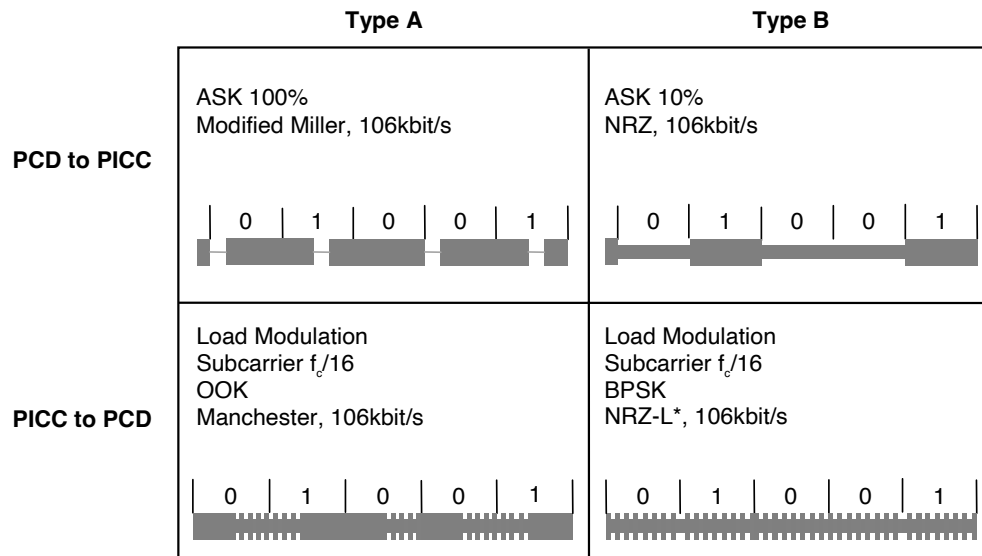 Type A
Type B
PCD to PICC
ASK 100%
Modified Miller, 106kbit/s
0 1 0 0 1
ASK 10%
NRZ, 106kbit/s
0 1 0 0 1
PICC to PCD
Load Modulation
Subcarrier fc/16
OOK
Manchester, 106kbit/s
0 1 0 0 1
Load Modulation
Subcarrier fc/16
BPSK
NRZ-L*, 106kbit/s
0 1 0 0 1